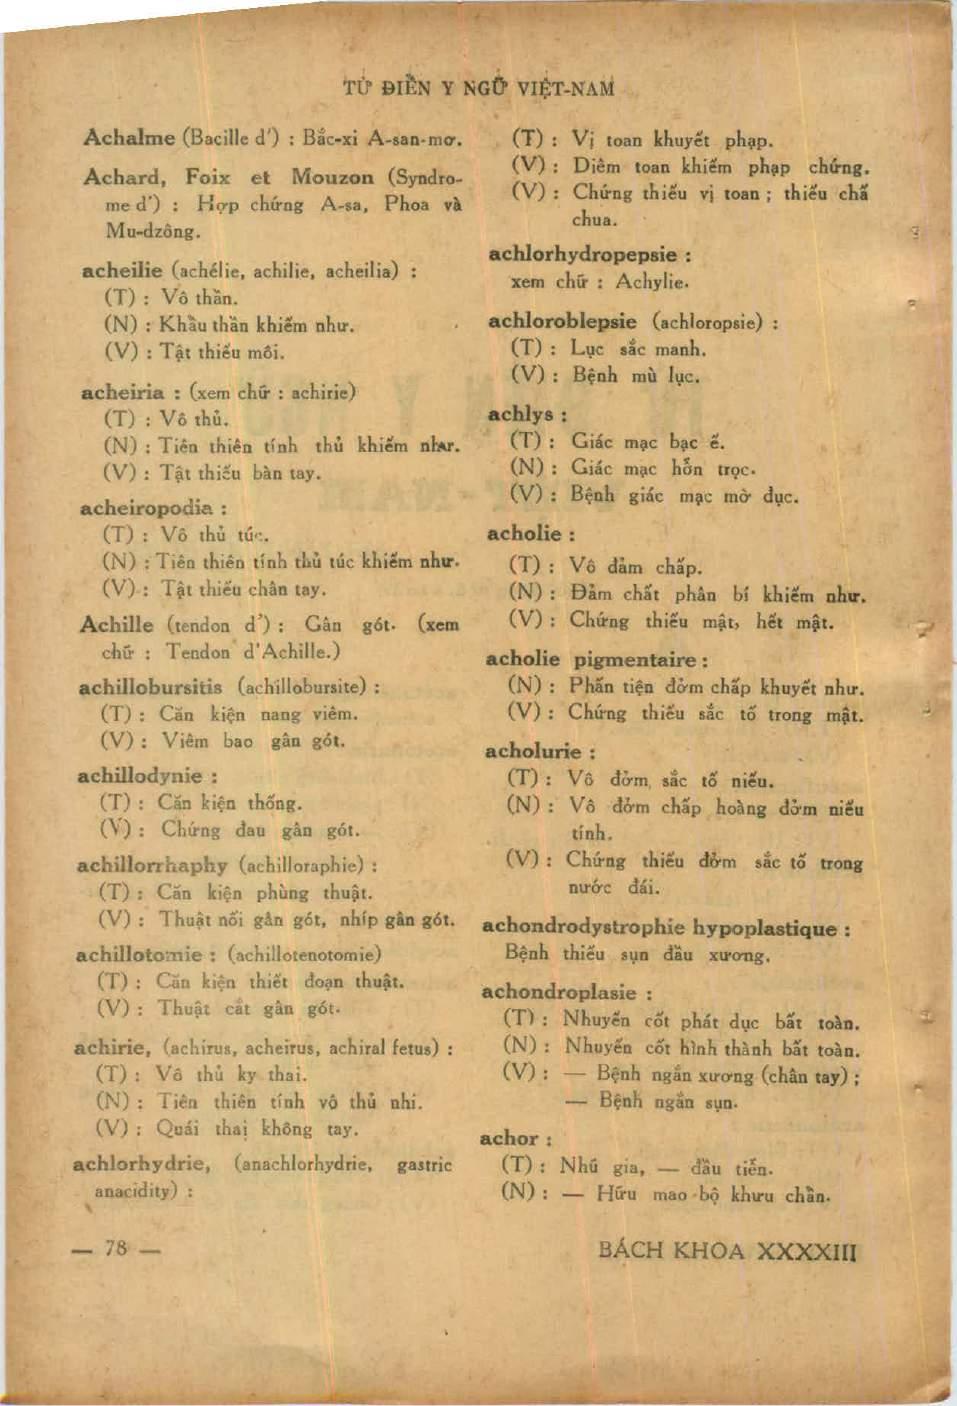 TỪ ĐIỂN Y NGỮ VIỆT-NAM
Achalme (Bacille d') : Bắc-xi A-san-mơ.
Achard, Foix et Mouzon (Syndro-
me d') : Hợp chứng A-sa, Phoa và
Mu-dzông.
acheilie (achélie, achilie, acheilia) :
(T) : Vô thần.
(N) : Khẩu thần khiếm như.
(V) : Tật thiếu môi.
acheiria : (xem chữ : achirie)
(T) : Vô thủ.
(N) : Tiên thiên tính thủ khiếm như.
(V) : Tật thiếu bàn tay.
acheiropodia :
(T) : Vô thủ túc.
(N) : Tiên thiên tính thủ túc khiếm như.
(V) : Tật thiếu chân tay.
Achille (tendon d') : Gân gót. (xem
chữ : Tendon d'Achille.)
achillobursitis (achillobursite) :
(T) : Căn kiện nang viêm.
(V) : Viêm bao gân gót.
achillodynie :
(T) : Căn kiện thống.
(V) : Chứng đau gân gót.
achillorrhaphy (achilloraphie) :
(T) : Căn kiện phùng thuật.
(V) : Thuật nối gân gót, nhíp gân gót.
achillotomie : (achillotenotomie)
(T) : Căn kiện thiết đoạn thuật.
(V) : Thuật cắt gân gót.
achirie, (achirus, acheirus, achiral fetus) :
(T) : Vô thủ ky thai.
(N) : Tiên thiên tính vô thủ nhi.
(V) : Quái thai không tay.
achlorhydrie, (anachlorhydrie, gastric
anacidity) :
— 78 —
(T) : Vị toan khuyết phạp.
(V) : Diêm toan khiếm phạp chứng.
(V) : Chứng thiếu vị toan ; thiếu chấ
chua.
achlorhydropepsie :
xem chữ : Achylie.
achloroblepsie (achloropsie) :
(T) : Lục sắc manh.
(V) : Bệnh mù lục.
achlys :
(T) : Giác mạc bạc ế.
(N) : Giác mạc hỗn trọc.
(V) : Bệnh giác mạc mờ đục.
acholie :
(T) : Vô đảm chấp.
(N) : Đảm chất phân bí khiếm như.
(V) : Chứng thiếu mật, hết mật.
acholie pigmentaire :
(N) : Phấn tiện đởm chấp khuyết như.
(V) : Chứng thiếu sắc tố trong mật.
acholurie :
(T) : Vô đởm sắc tố niếu.
(N) : Vô đởm chấp hoàng đởm niếu
tính.
(V) : Chứng thiếu đởm sắc tố trong
nước đái.
achondrodystrophie hypoplastique :
Bệnh thiếu sụn đầu xương.
achondroplasie :
(T) : Nhuyến cốt phát dục bất toàn.
(N) : Nhuyến cốt hình thành bất toàn.
(V) : — Bệnh ngắn xương (chân tay) ;
— Bệnh ngắn sụn.
achor :
(T) : Nhũ gia, — đầu tiễn.
(N) : — Hữu mao bộ khưu chẩn.
BÁCH KHOA XXXXIII